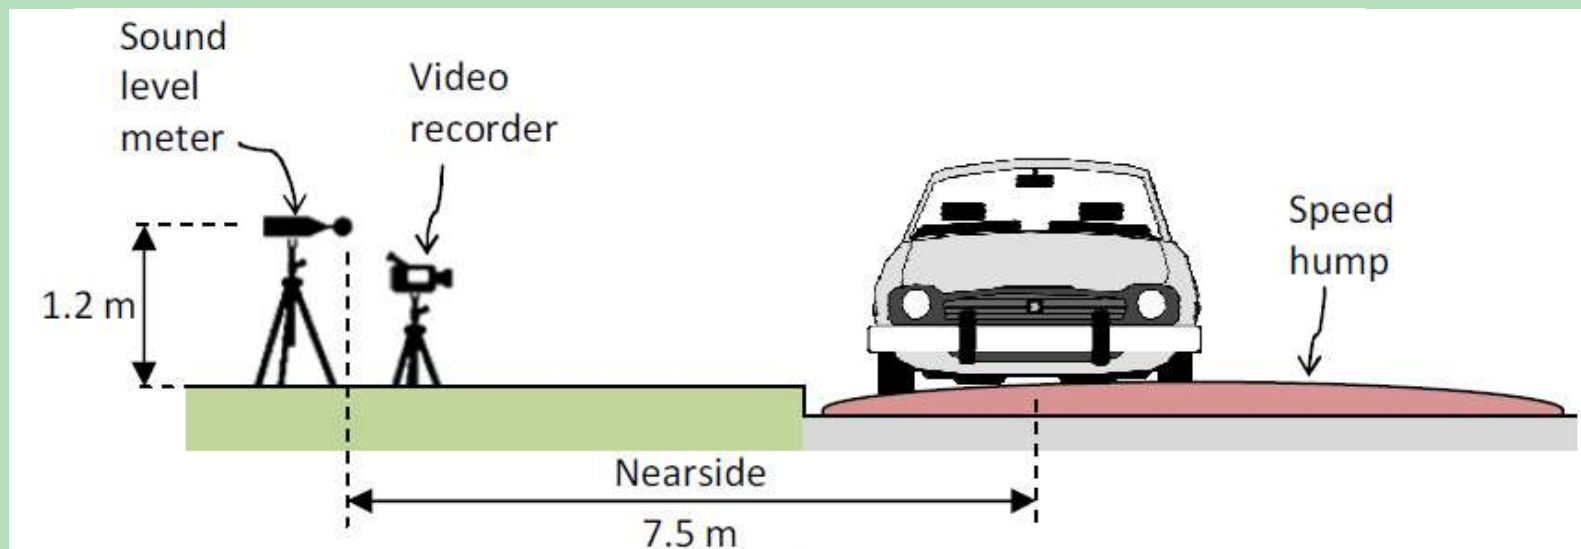 Sound
level
meter
Video
recorder
Speed
hump
1.2 m
Nearside
7.5 m